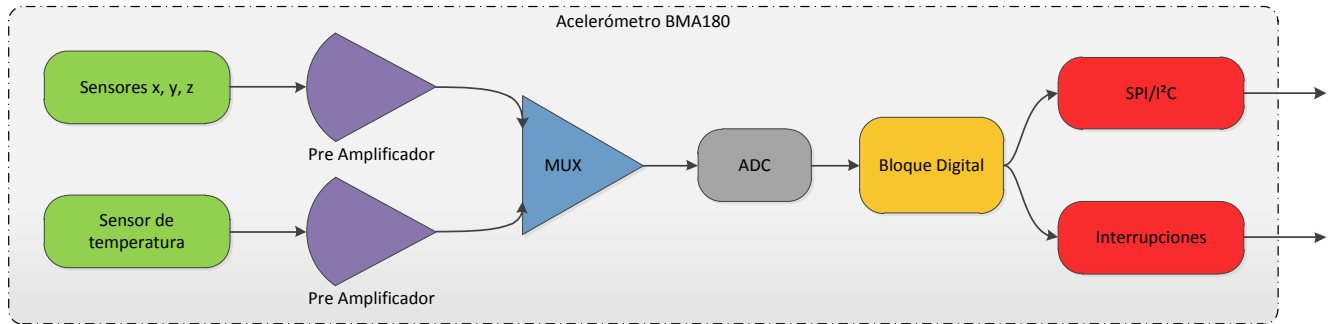 Acelerómetro BMA180
Sensores x, y, z
Pre Amplificador
Sensor de
temperatura
Pre Amplificador
MUX
ADC
Bloque Digital
SPI/I²C
Interrupciones